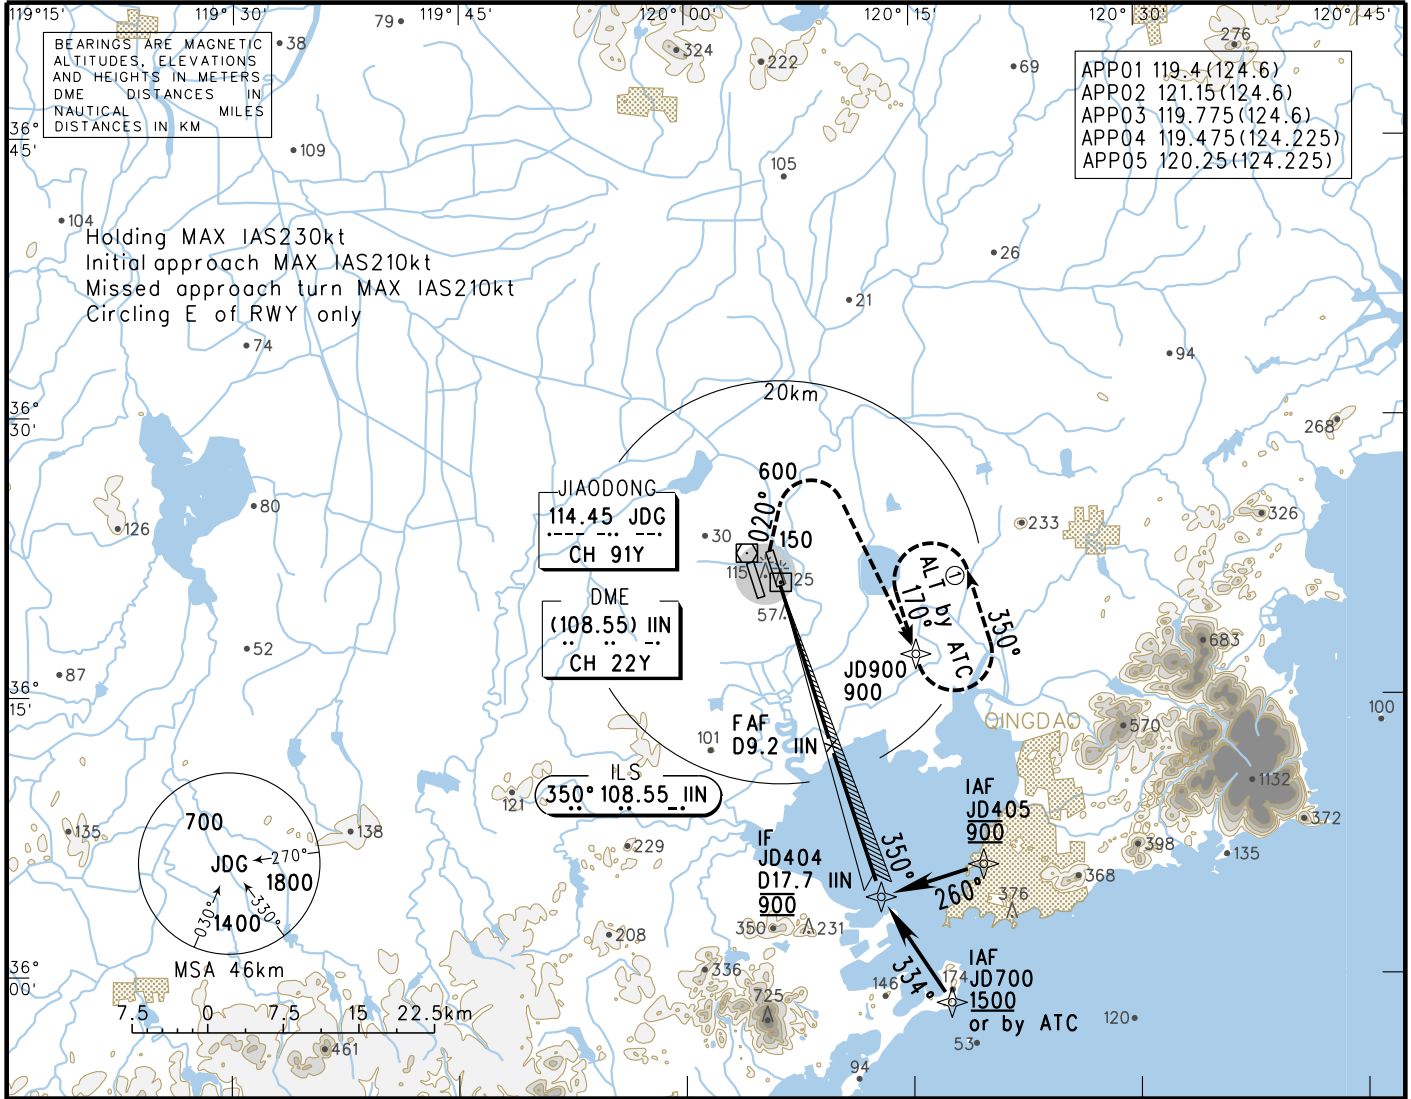 119°15'
119°30'
119°45'
120°00'
120°15'
120°30'
120°45'
79
38
324
222
69
276
BEARINGS ARE MAGNETIC
ALTITUDES, ELEVATIONS
AND HEIGHTS IN METERS
DME DISTANCES IN
NAUTICAL MILES
DISTANCES IN KM
APP01 119.4(124.6)
APP02 121.15(124.6)
APP03 119.775(124.6)
APP04 119.475(124.225)
APP05 120.25(124.225)
36°
45'
109
105
104
Holding MAX IAS230kt
Initial approach MAX IAS210kt
Missed approach turn MAX IAS210kt
Circling E of RWY only
26
21
74
94
20km
36°
30'
268
600
JIAODONG
114.45 JDG
CH 91Y
020°
150
80
126
30
233
326
115
25
57
DME
(108.55) IIN
CH 22Y
ALT by ATC
1
170°
350°
52
87
683
JD900
900
36°
15'
100
QINGDAO
570
101
FAF
D9.2 IIN
ILS
350° 108.55 IIN
121
1132
IAF
JD405
900
372
700
135
138
JDG
270°
1800
030°
330°
1400
MSA 46km
229
IF
JD404
D17.7 IIN
900
350°
260°
398
135
368
376
350
231
208
336
334°
IAF
JD700
1500
or by ATC
174
146
36°
00'
725
120
53
7.5 0 7.5 15 22.5km
461
94